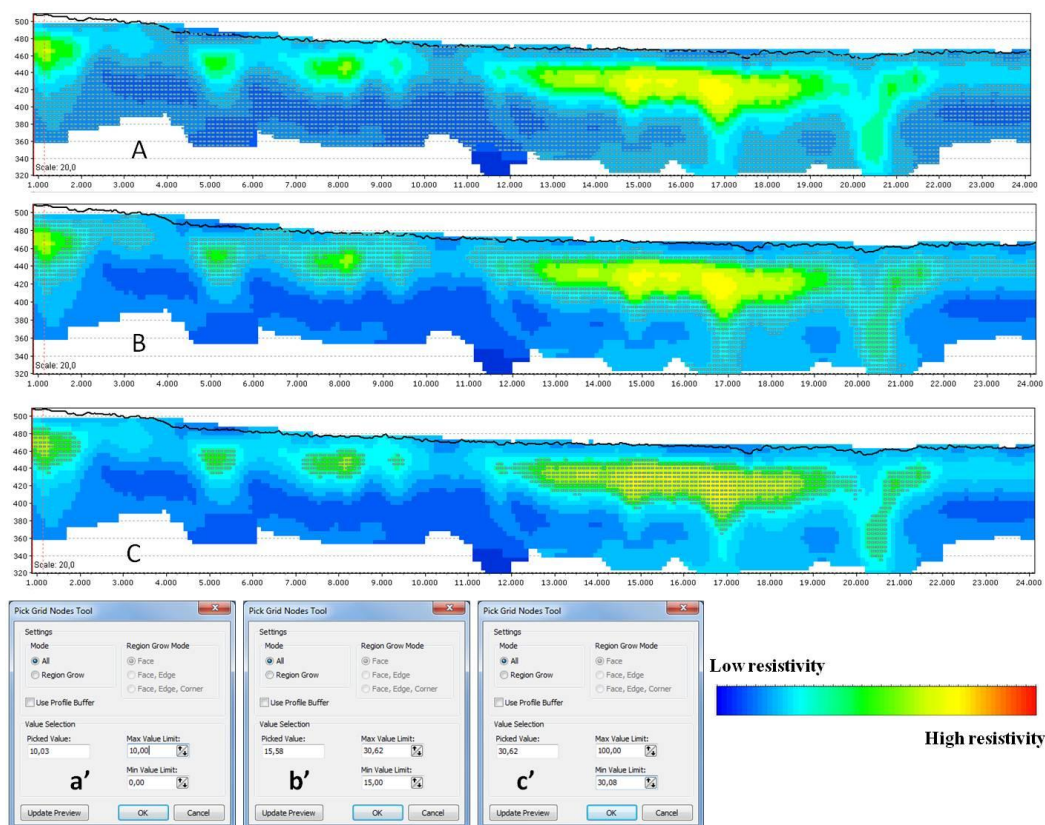 500
480
460
440
420
400
380
360
340
320
A
Scale: 20,0
1.000 2.000 3.000 4.000 5.000 6.000 7.000 8.000 9.000 10.000 11.000 12.000 13.000 14.000 15.000 16.000 17.000 18.000 19.000 20.000 21.000 22.000 23.000 24.000
500
480
460
440
420
400
380
360
340
320
B
Scale: 20,0
1.000 2.000 3.000 4.000 5.000 6.000 7.000 8.000 9.000 10.000 11.000 12.000 13.000 14.000 15.000 16.000 17.000 18.000 19.000 20.000 21.000 22.000 23.000 24.000
500
480
460
440
420
400
380
360
340
320
C
Scale: 20,0
1.000 2.000 3.000 4.000 5.000 6.000 7.000 8.000 9.000 10.000 11.000 12.000 13.000 14.000 15.000 16.000 17.000 18.000 19.000 20.000 21.000 22.000 23.000 24.000
Pick Grid Nodes Tool
Settings
Mode
Region Grow Mode
All
Face
Region Grow
Face, Edge
Face, Edge, Corner
Use Profile Buffer
Value Selection
Picked Value:
Max Value Limit:
10,03
10,00
Min Value Limit:
a'
0,00
Update Preview
OK
Cancel
Pick Grid Nodes Tool
Settings
Mode
Region Grow Mode
All
Face
Region Grow
Face, Edge
Face, Edge, Corner
Use Profile Buffer
Value Selection
Picked Value:
Max Value Limit:
15,58
30,62
Min Value Limit:
b'
15,00
Update Preview
OK
Cancel
Pick Grid Nodes Tool
Settings
Mode
Region Grow Mode
All
Face
Region Grow
Face, Edge
Face, Edge, Corner
Use Profile Buffer
Value Selection
Picked Value:
Max Value Limit:
30,62
100,00
Min Value Limit:
c'
30,08
Update Preview
OK
Cancel
Low resistivity
High resistivity